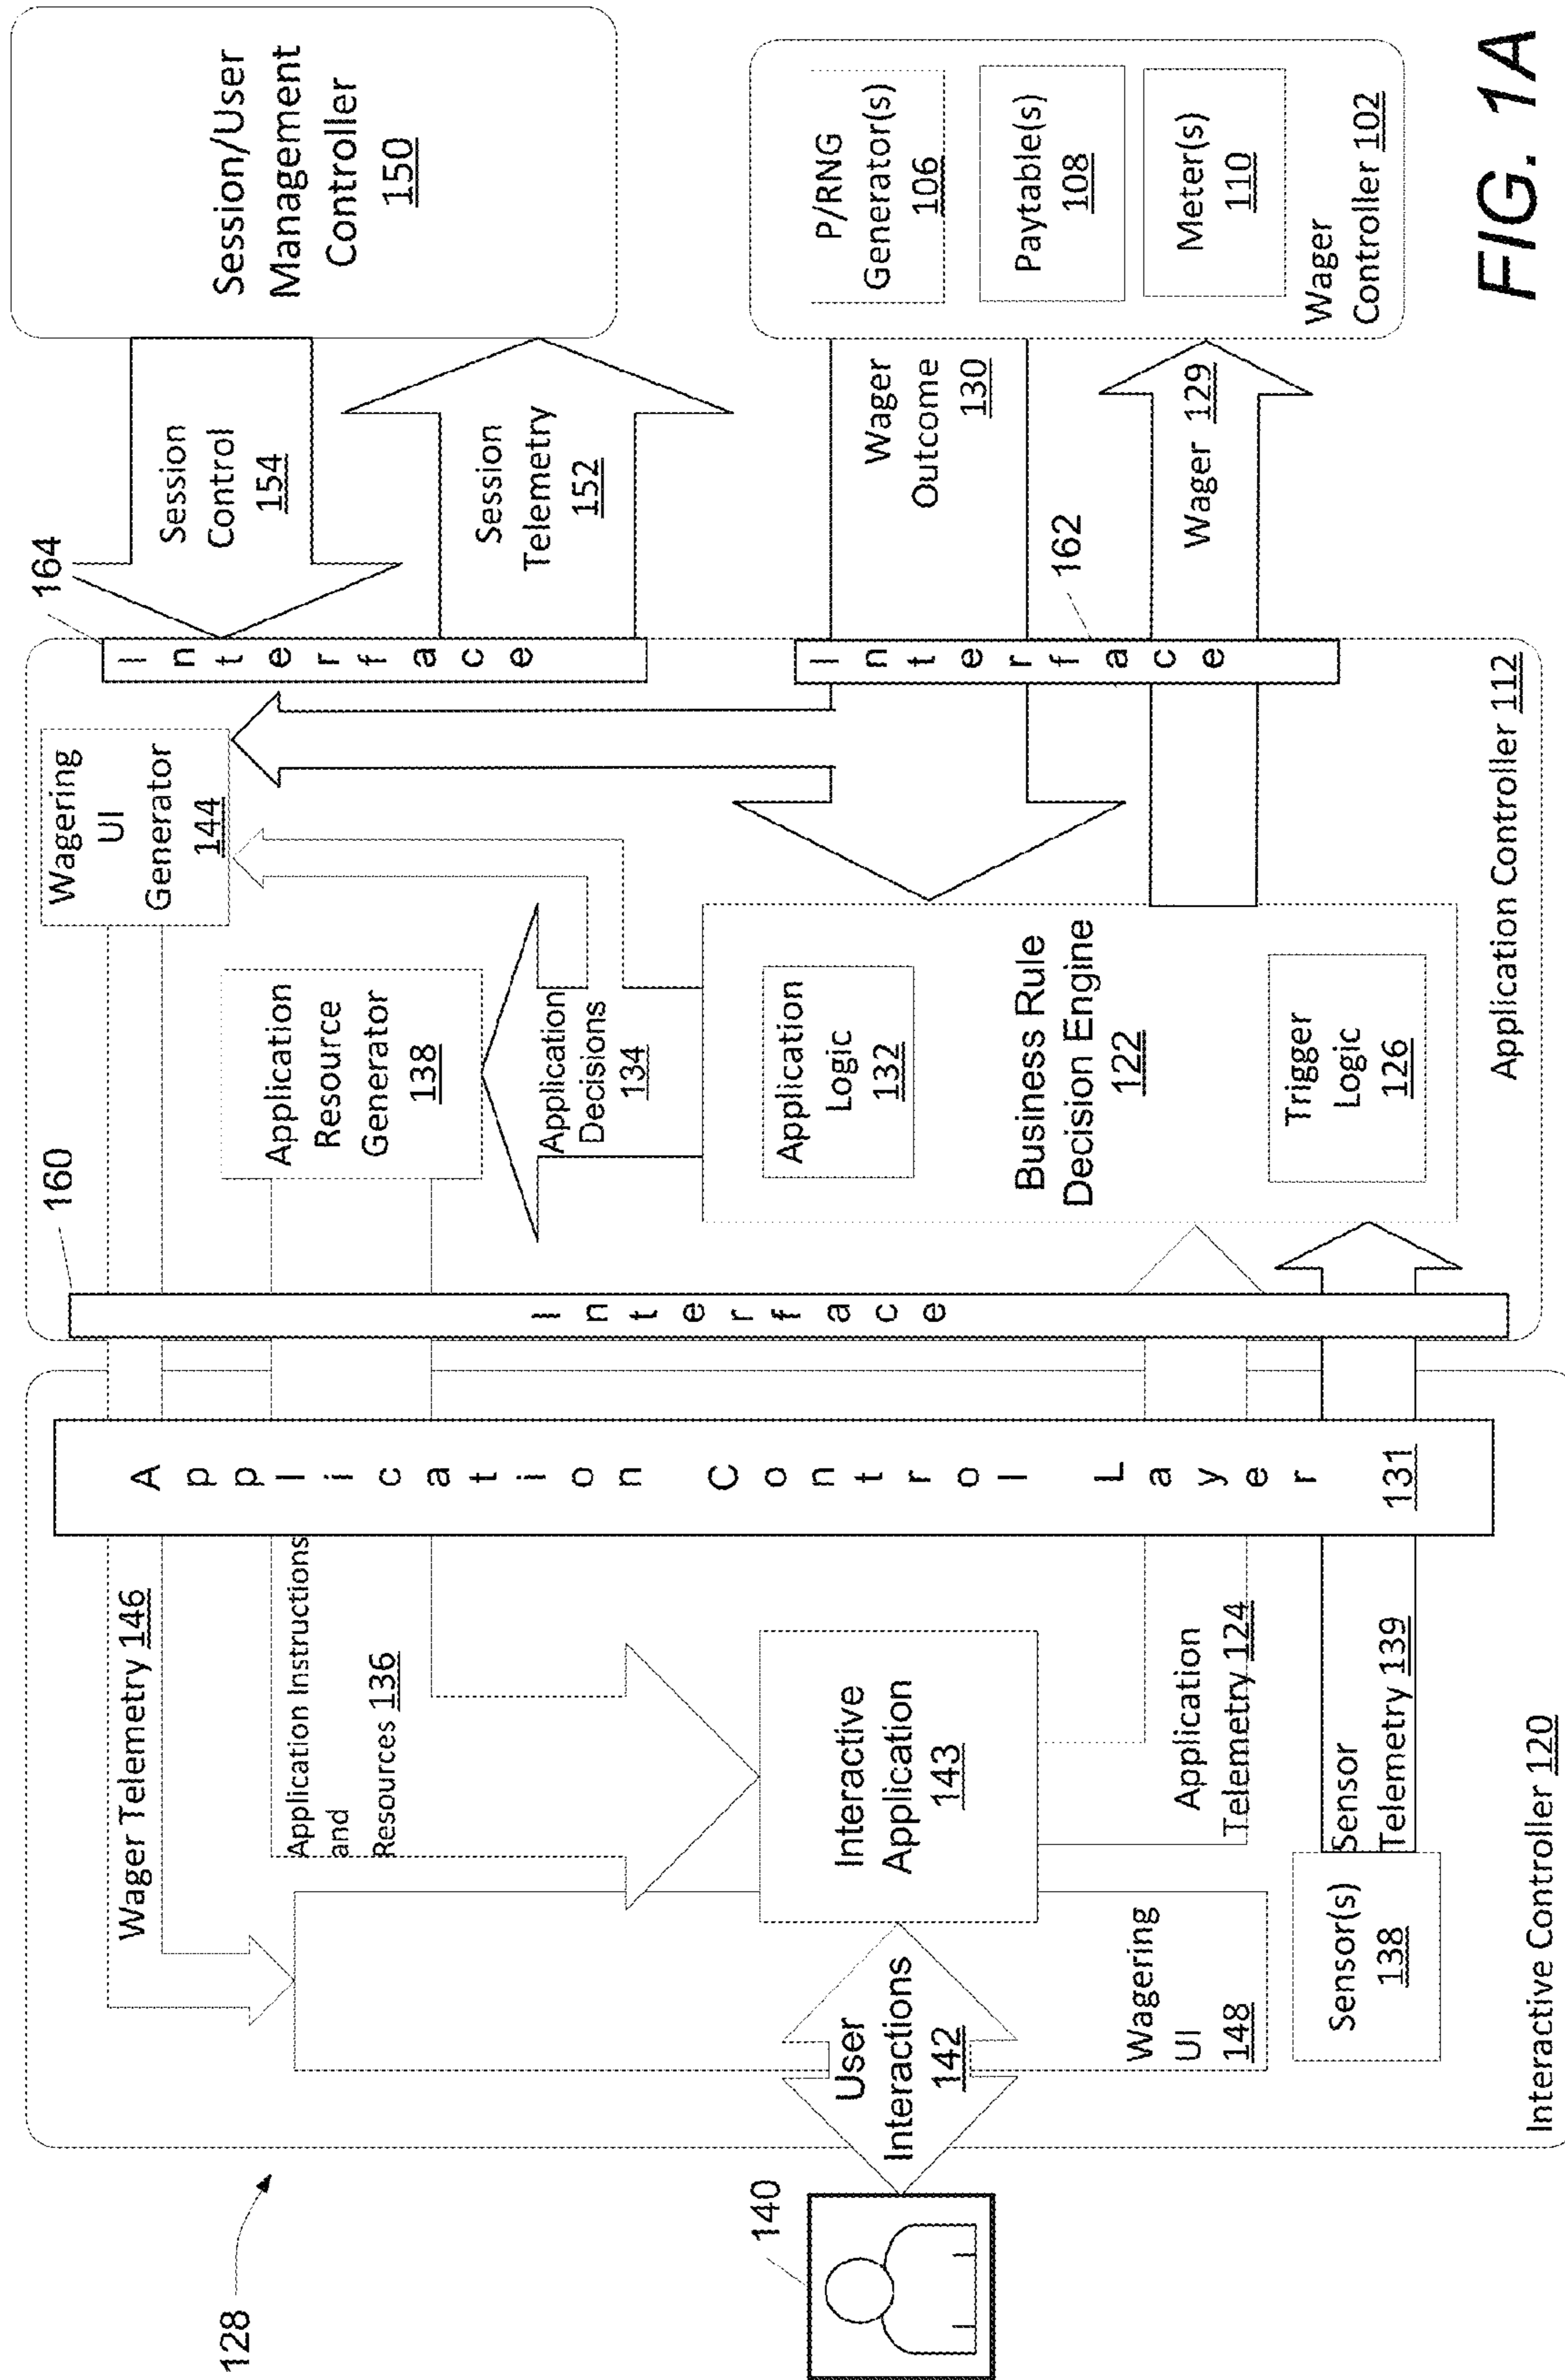 128
140
User
Interactions
142
Wager Telemetry 146
Application Instructions
and
Resources 136
Interactive
Application
143
Application
Telemetry 124
Wagering
UI
148
Sensor(s)
138
Sensor
Telemetry 139
Interactive Controller 120
Application Control Layer
131
160
Interface
Application
Resource
Generator
138
Wagering
UI
Generator
144
Application
Decisions
134
Application
Logic
132
Business Rule
Decision Engine
122
Trigger
Logic
126
Application Controller 112
164
Interface
Interface
162
Session
Control
154
Session
Telemetry
152
Wager
Outcome
130
Wager 129
Session/User
Management
Controller
150
P/RNG
Generator(s)
106
Paytable(s)
108
Meter(s)
110
Wager
Controller 102
FIG. 1A